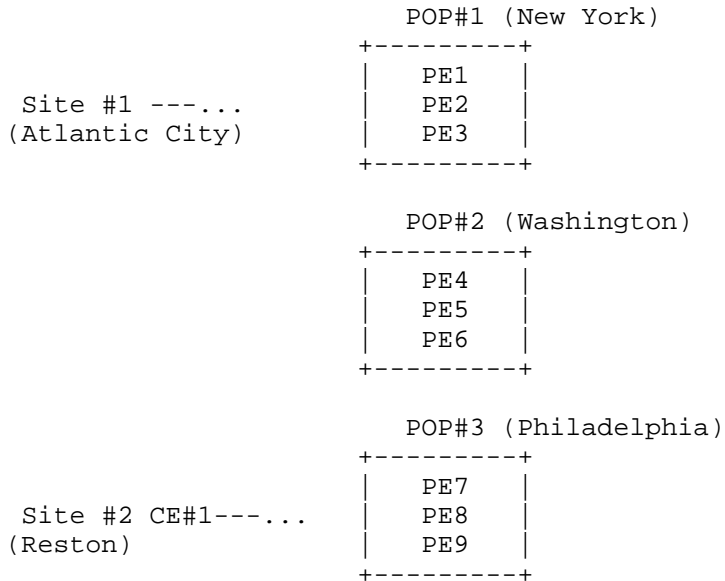 POP#1 (New York)
+---------+
| PE1 |
Site #1 ---... | PE2 |
(Atlantic City) | PE3 |
+---------+
POP#2 (Washington)
+---------+
| PE4 |
| PE5 |
| PE6 |
+---------+
POP#3 (Philadelphia)
+---------+
| PE7 |
Site #2 CE#1---... | PE8 |
(Reston) | PE9 |
+---------+